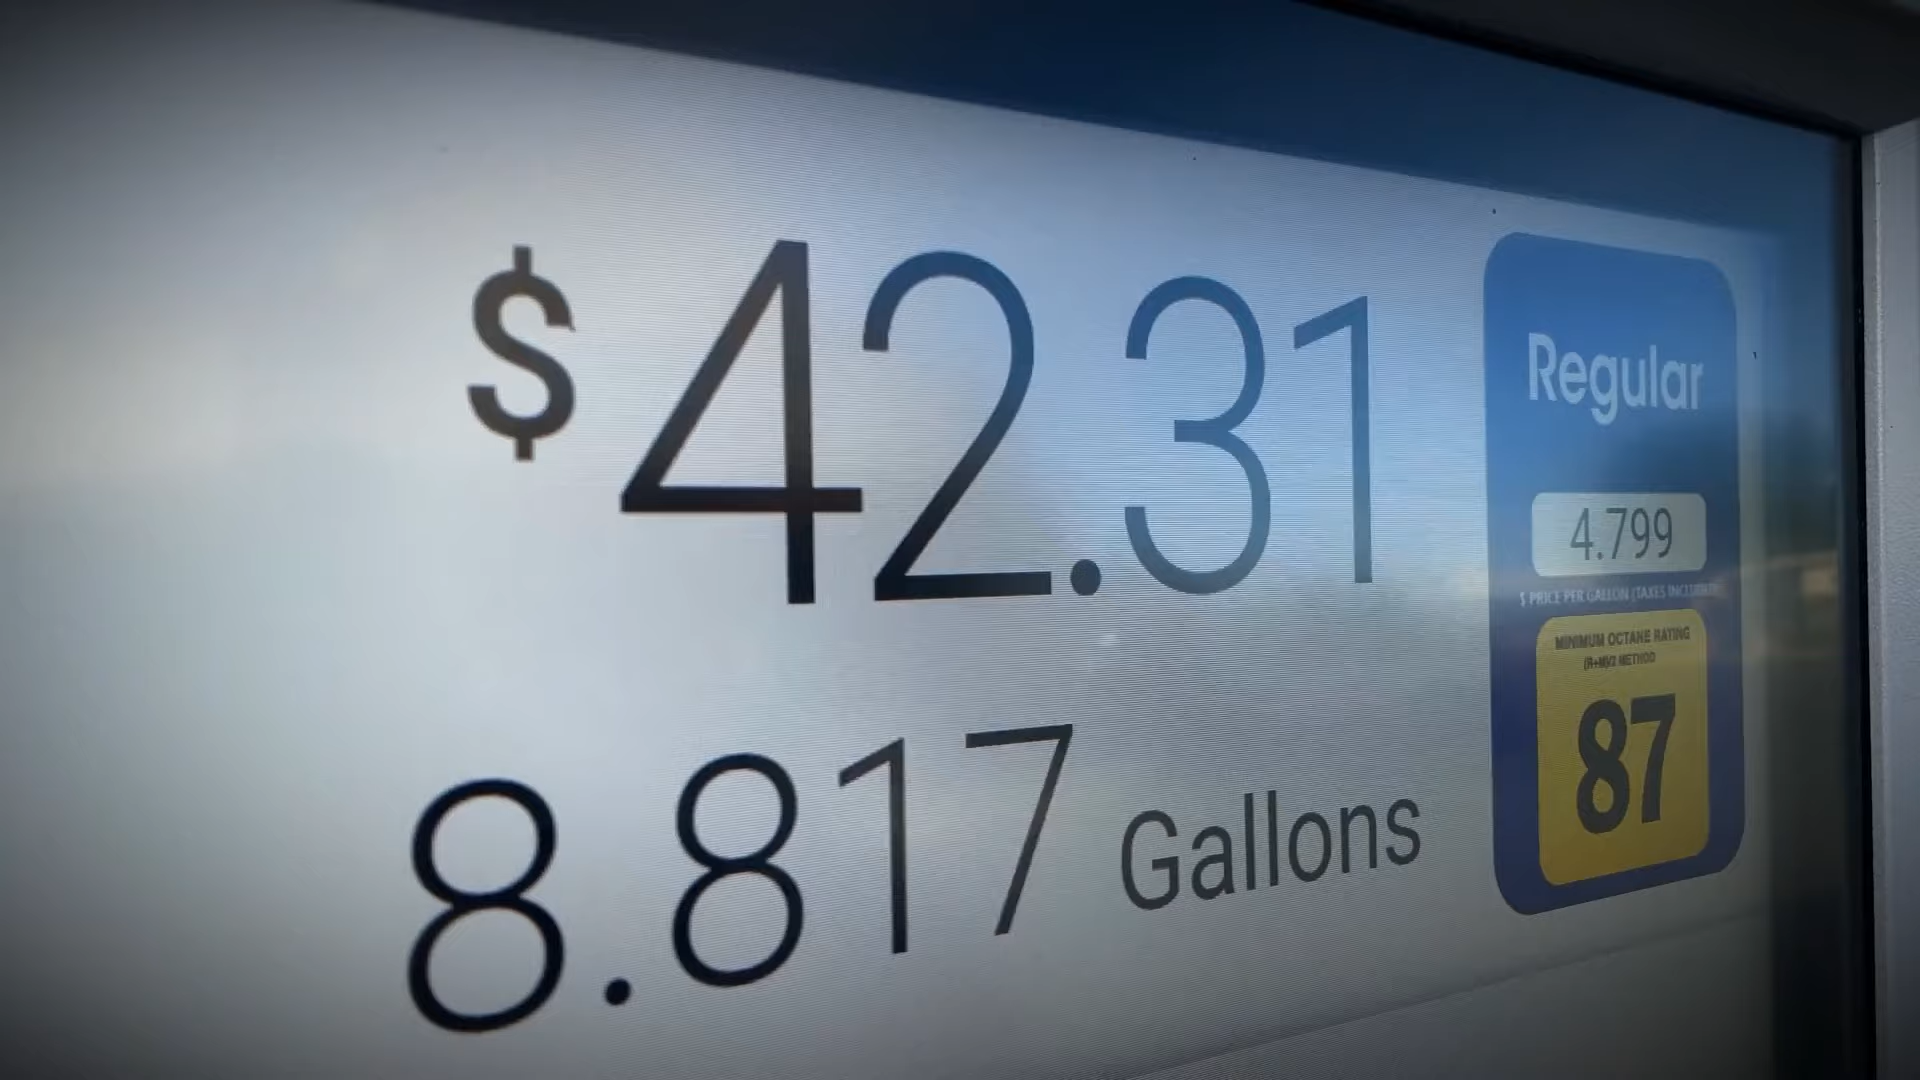 $42.31
8.817 Gallons
Regular
4.799
$ PRICE PER GALLON (TAXES INCLUDED)
MINIMUM OCTANE RATING
(R+M)/2 METHOD
87